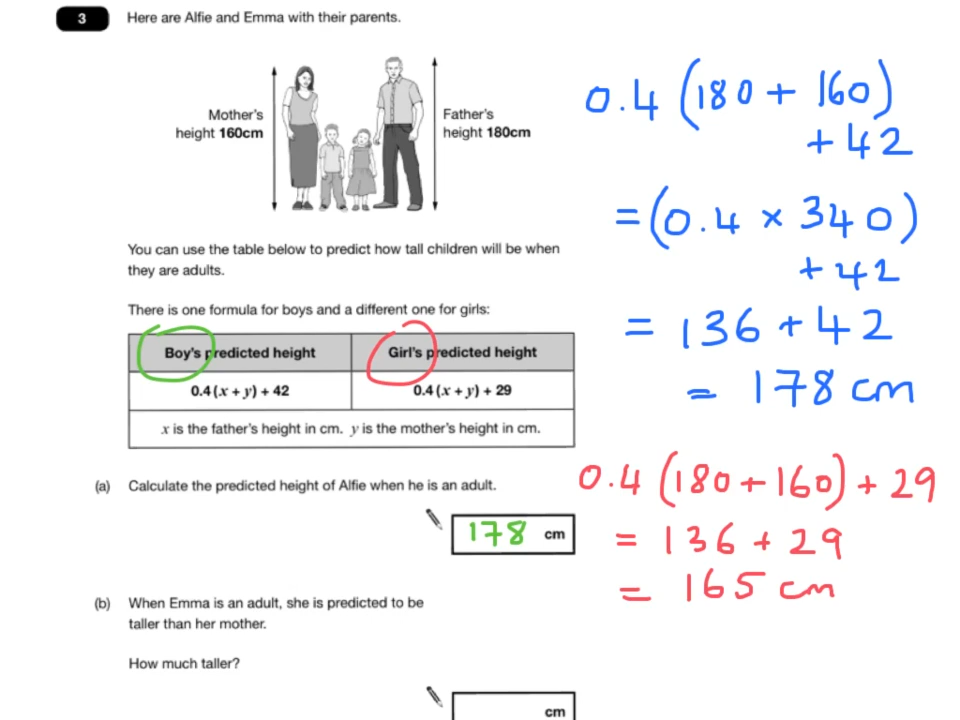 3 Here are Alfie and Emma with their parents.
Mother's
height 160cm
Father's
height 180cm
You can use the table below to predict how tall children will be when
they are adults.
There is one formula for boys and a different one for girls:
Boy's predicted height Girl's predicted height
0.4(x + y) + 42 0.4(x + y) + 29
x is the father's height in cm. y is the mother's height in cm.
(a) Calculate the predicted height of Alfie when he is an adult.
178 cm
(b) When Emma is an adult, she is predicted to be
taller than her mother.
How much taller?
cm
0.4 (180 + 160)
+ 42
= (0.4 × 340)
+ 42
= 136 + 42
= 178 cm
0.4 (180 + 160) + 29
= 136 + 29
= 165 cm